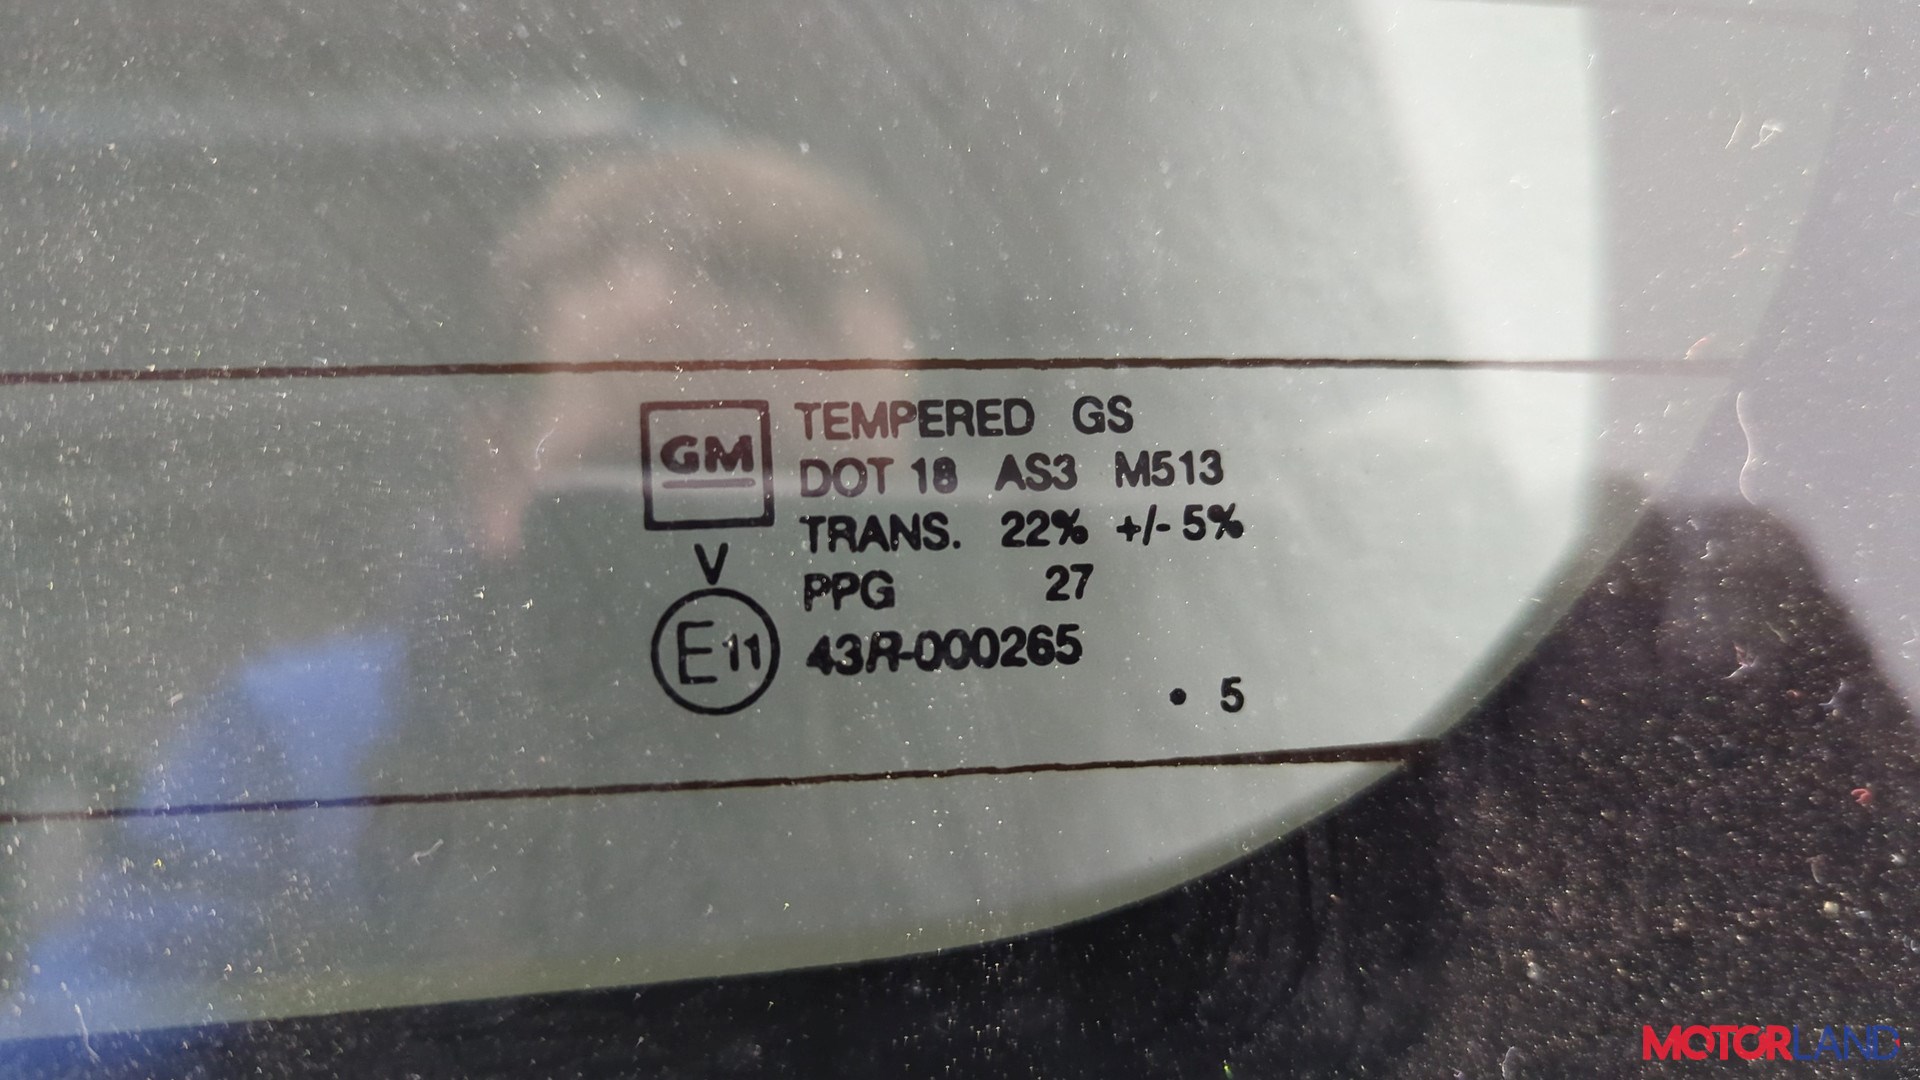 GM
TEMPERED GS
DOT 18 AS3 M513
TRANS. 22% +/- 5%
V
PPG 27
E11 43R-000265
• 5
MOTORLAND